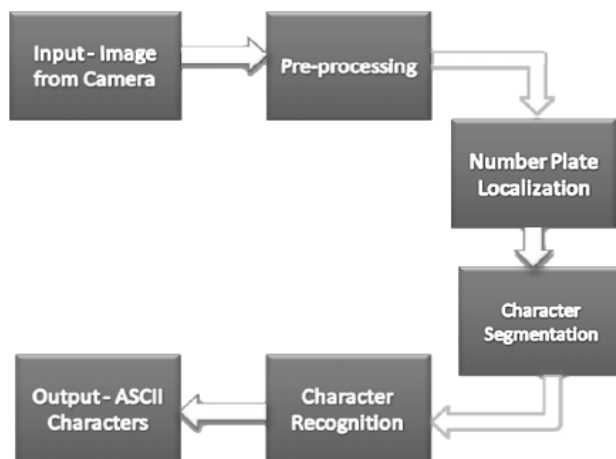 Input - Image
from Camera
Pre-processing
Number Plate
Localization
Character
Segmentation
Character
Recognition
Output - ASCII
Characters